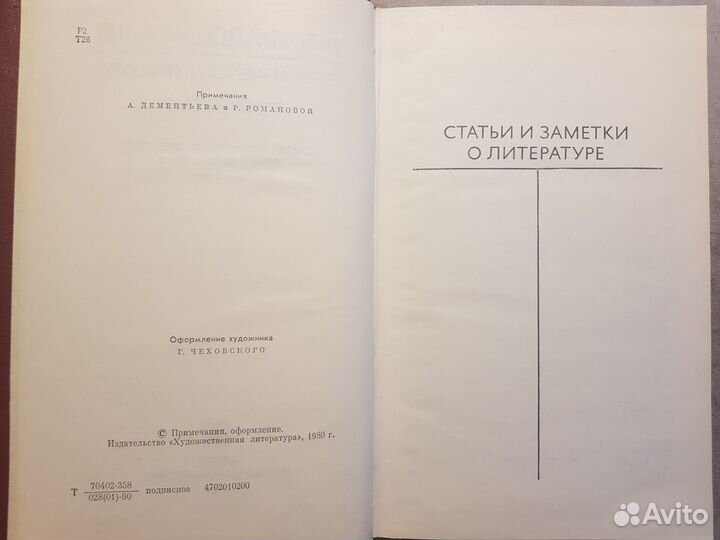 Р2
Т26
Примечания
А. ДЕМЕНТЬЕВА и Р. РОМАНОВОЙ
Оформление художника
Г. ЧЕХОВСКОГО
© Примечания, оформление.
Издательство «Художественная литература», 1980 г.
Т 70402-358 подписное 4702010200
028(01)-80
СТАТЬИ И ЗАМЕТКИ
О ЛИТЕРАТУРЕ
Avito